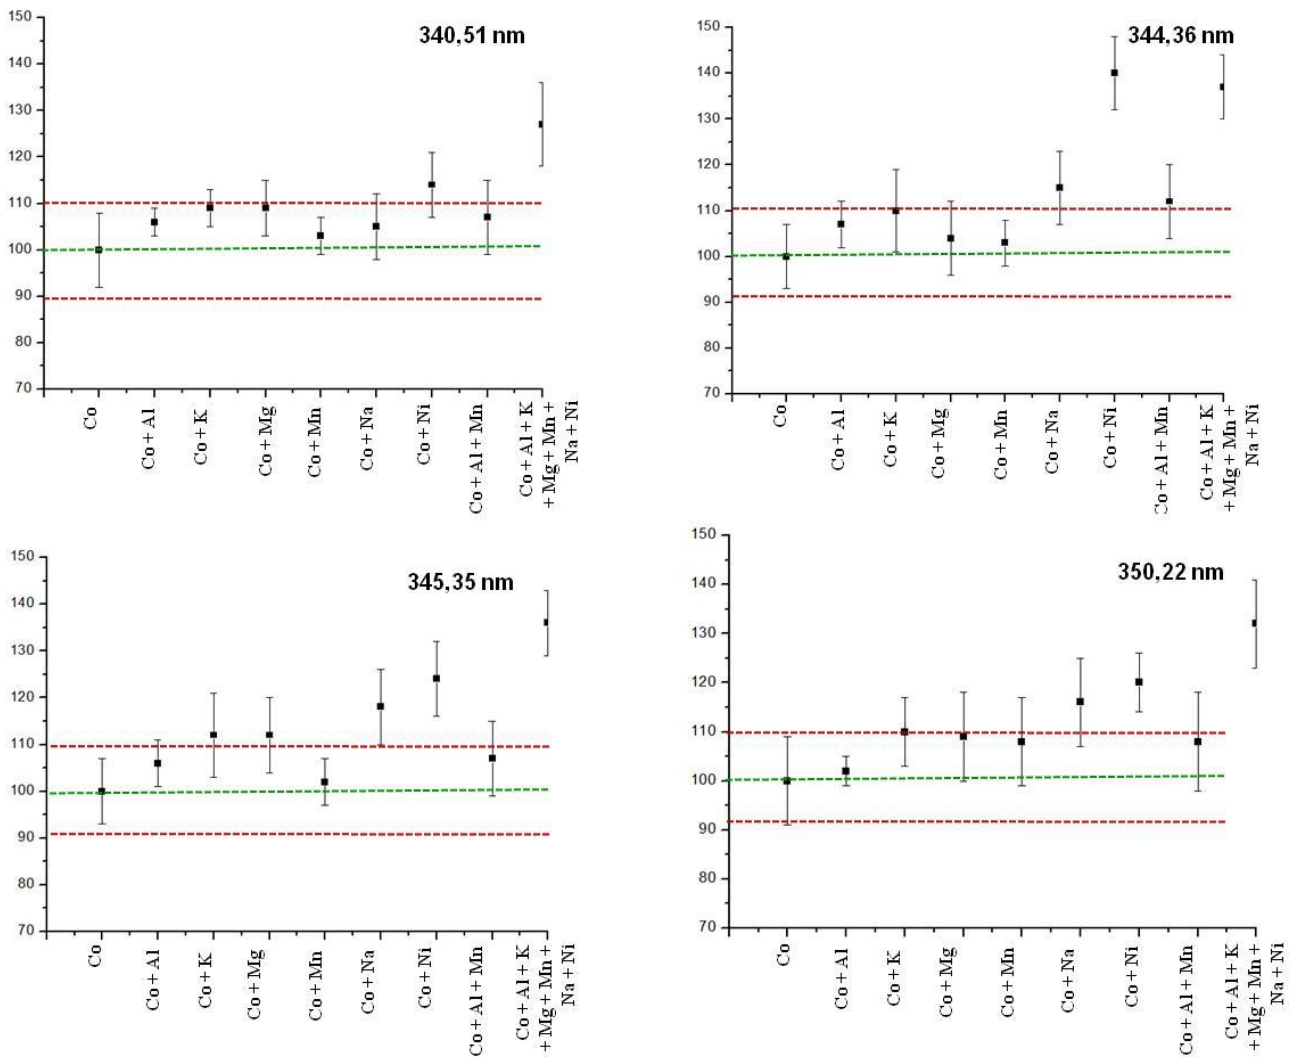 340,51 nm
150
140
130
120
110
100
90
80
70
Co
Co + Al
Co + K
Co + Mg
Co + Mn
Co + Na
Co + Ni
Co + Al + Mn
Co + Al + K
+ Mg + Mn +
Na + Ni
344,36 nm
150
140
130
120
110
100
90
80
70
Co
Co + Al
Co + K
Co + Mg
Co + Mn
Co + Na
Co + Ni
Co + Al + Mn
Co + Al + K
+ Mg + Mn +
Na + Ni
345,35 nm
150
140
130
120
110
100
90
80
70
Co
Co + Al
Co + K
Co + Mg
Co + Mn
Co + Na
Co + Ni
Co + Al + Mn
Co + Al + K
+ Mg + Mn +
Na + Ni
350,22 nm
150
140
130
120
110
100
90
80
70
Co
Co + Al
Co + K
Co + Mg
Co + Mn
Co + Na
Co + Ni
Co + Al + Mn
Co + Al + K
+ Mg + Mn +
Na + Ni